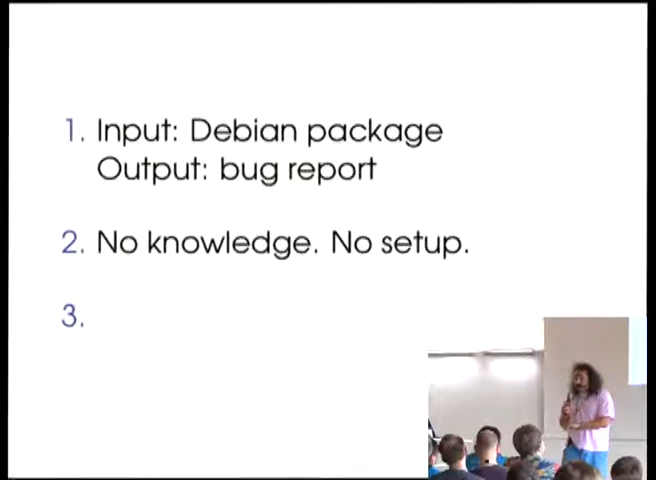 1. Input: Debian package
Output: bug report
2. No knowledge. No setup.
3.